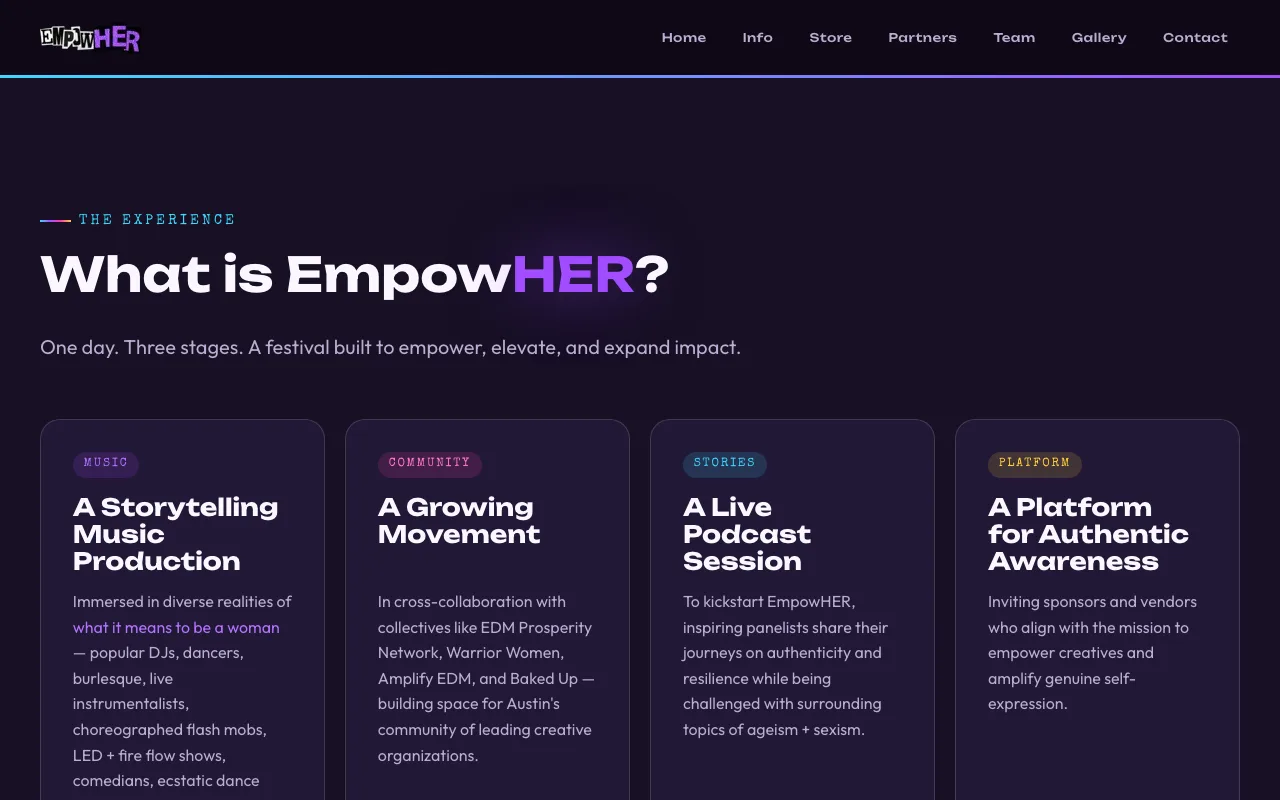 EMPOWHER
Home
Info
Store
Partners
Team
Gallery
Contact
THE EXPERIENCE
What is EmpowHER?
One day. Three stages. A festival built to empower, elevate, and expand impact.
MUSIC
A Storytelling
Music
Production
Immersed in diverse realities of
what it means to be a woman
— popular DJs, dancers,
burlesque, live
instrumentalists,
choreographed flash mobs,
LED + fire flow shows,
comedians, ecstatic dance
COMMUNITY
A Growing
Movement
In cross-collaboration with
collectives like EDM Prosperity
Network, Warrior Women,
Amplify EDM, and Baked Up —
building space for Austin's
community of leading creative
organizations.
STORIES
A Live
Podcast
Session
To kickstart EmpowHER,
inspiring panelists share their
journeys on authenticity and
resilience while being
challenged with surrounding
topics of ageism + sexism.
PLATFORM
A Platform
for Authentic
Awareness
Inviting sponsors and vendors
who align with the mission to
empower creatives and
amplify genuine self-
expression.